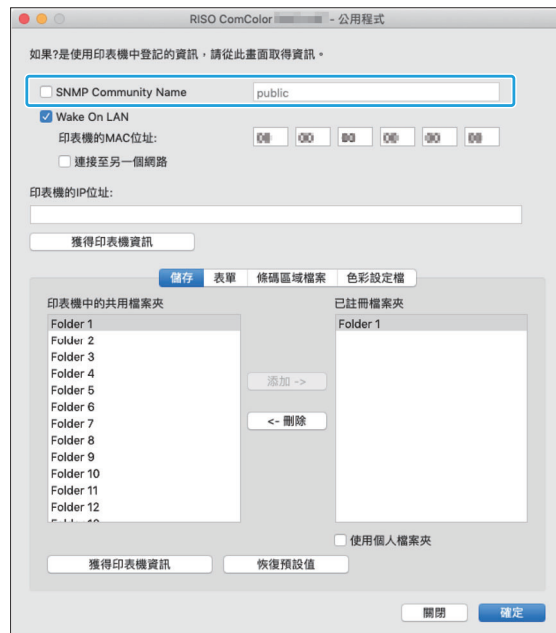 RISO ComColor - 公用程式
如果?是使用印表機中登記的資訊，請從此畫面取得資訊。
SNMP Community Name public
Wake On LAN
印表機的MAC位址:
連接至另一個網路
印表機的IP位址:
獲得印表機資訊
儲存 表單 條碼區域檔案 色彩設定檔
印表機中的共用檔案夾 已註冊檔案夾
Folder 1 Folder 1
Folder 2
Folder 3
Folder 4
Folder 5
Folder 6
Folder 7
Folder 8
Folder 9
Folder 10
Folder 11
Folder 12
添加 ->
<- 刪除
使用個人檔案夾
獲得印表機資訊 恢復預設值
關閉 確定